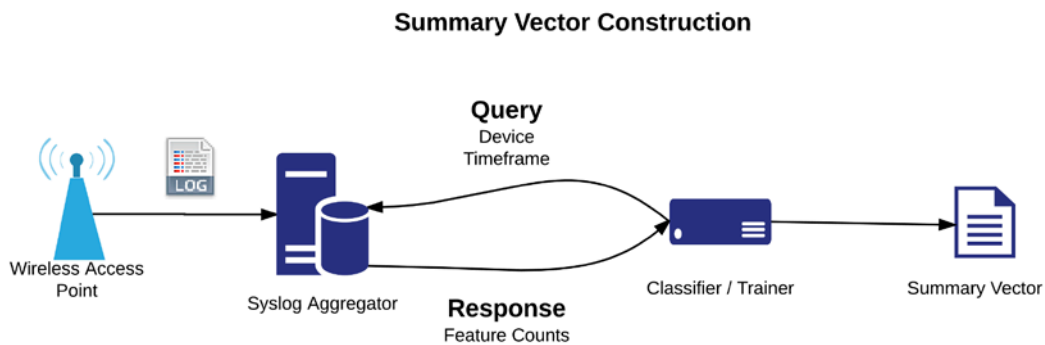 Summary Vector Construction
Query
Device
Timeframe
LOG
Wireless Access
Point
Syslog Aggregator
Response
Feature Counts
Classifier / Trainer
Summary Vector